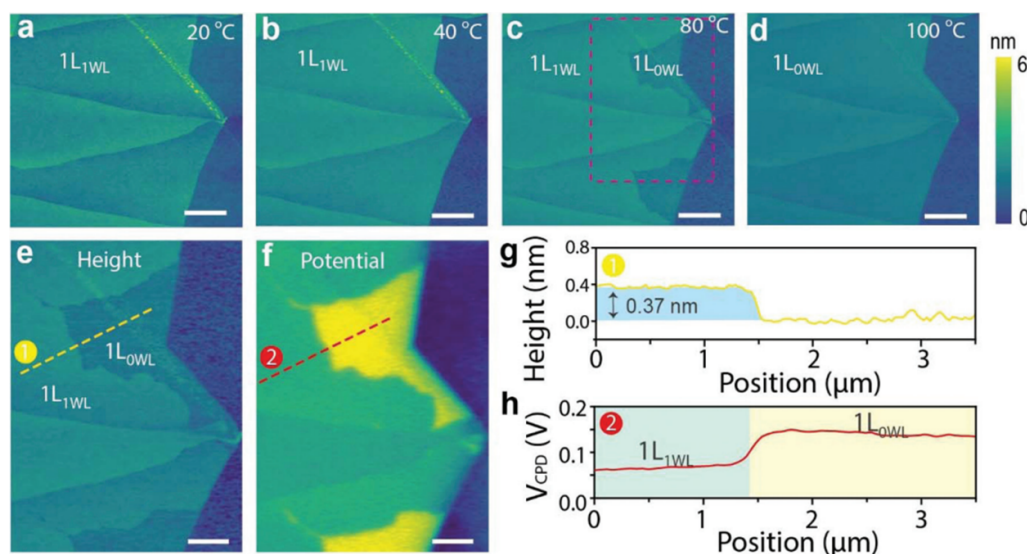 a 20 °C
1L1WL
b 40 °C
1L1WL
c 80 °C
1L1WL 1L0WL
d 100 °C
1L0WL
nm
6
0
e Height
1
1L0WL
1L1WL
f Potential
2
g
1
0.37 nm
Height (nm)
0.8
0.4
0.0
0 1 2 3
Position (μm)
h
2
1L1WL
1L0WL
VCPD (V)
0.2
0.1
0.0
0 1 2 3
Position (μm)